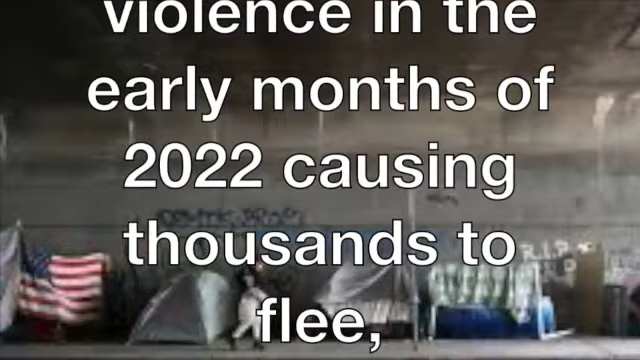 violence in the
early months of
2022 causing
thousands to
flee,
R.I.P